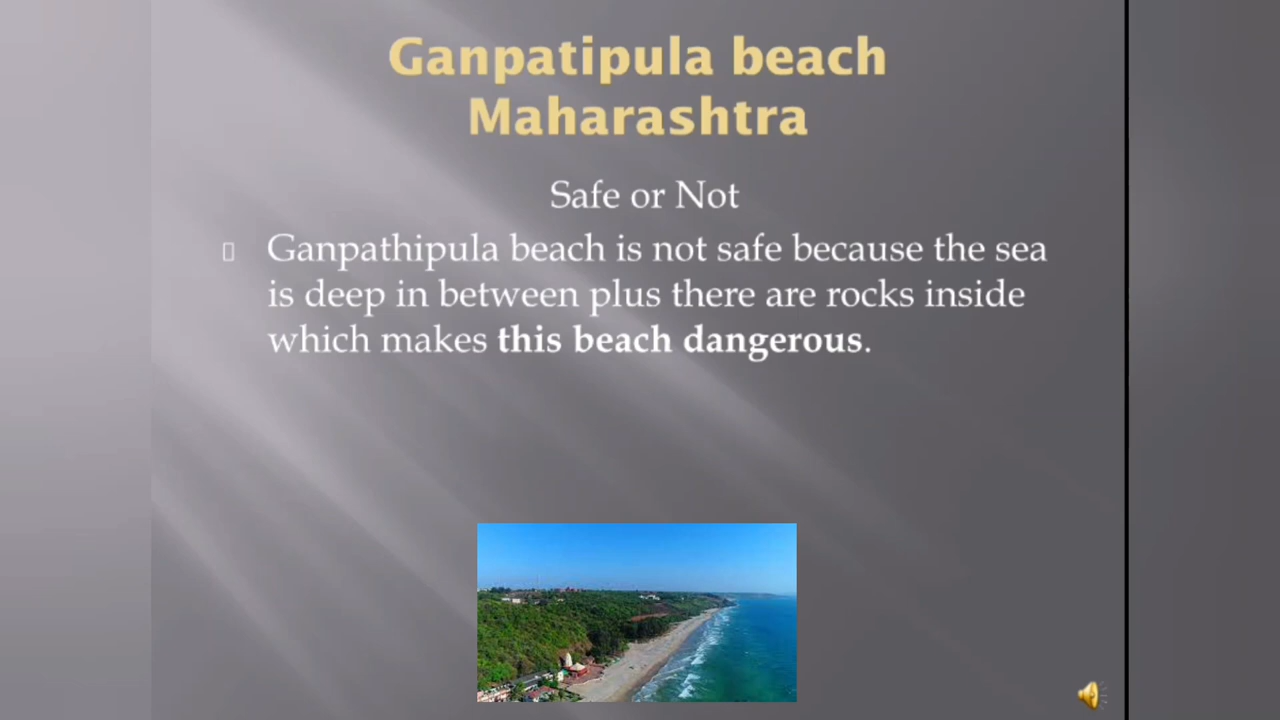 Ganpatipula beach
Maharashtra
Safe or Not
Ganpathipula beach is not safe because the sea
is deep in between plus there are rocks inside
which makes this beach dangerous.